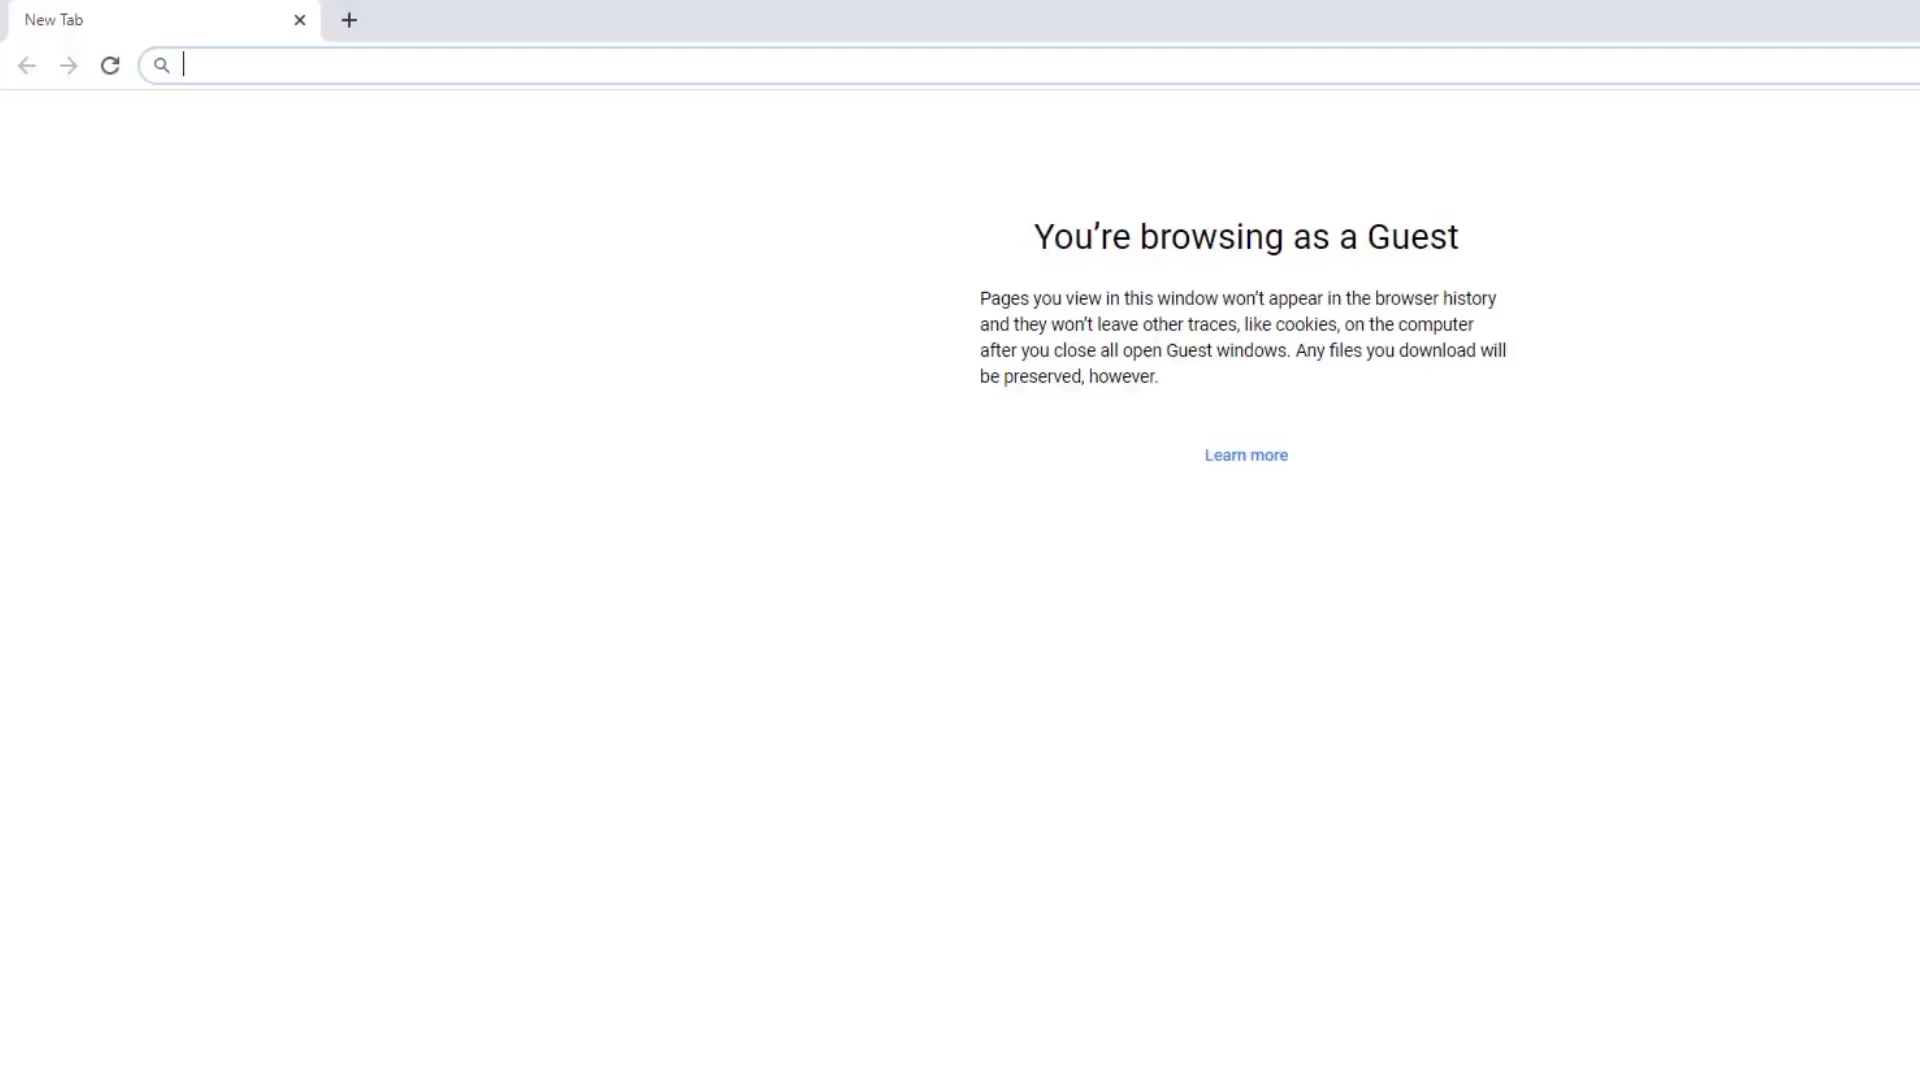 New Tab
You’re browsing as a Guest
Pages you view in this window won’t appear in the browser history
and they won’t leave other traces, like cookies, on the computer
after you close all open Guest windows. Any files you download will
be preserved, however.
Learn more